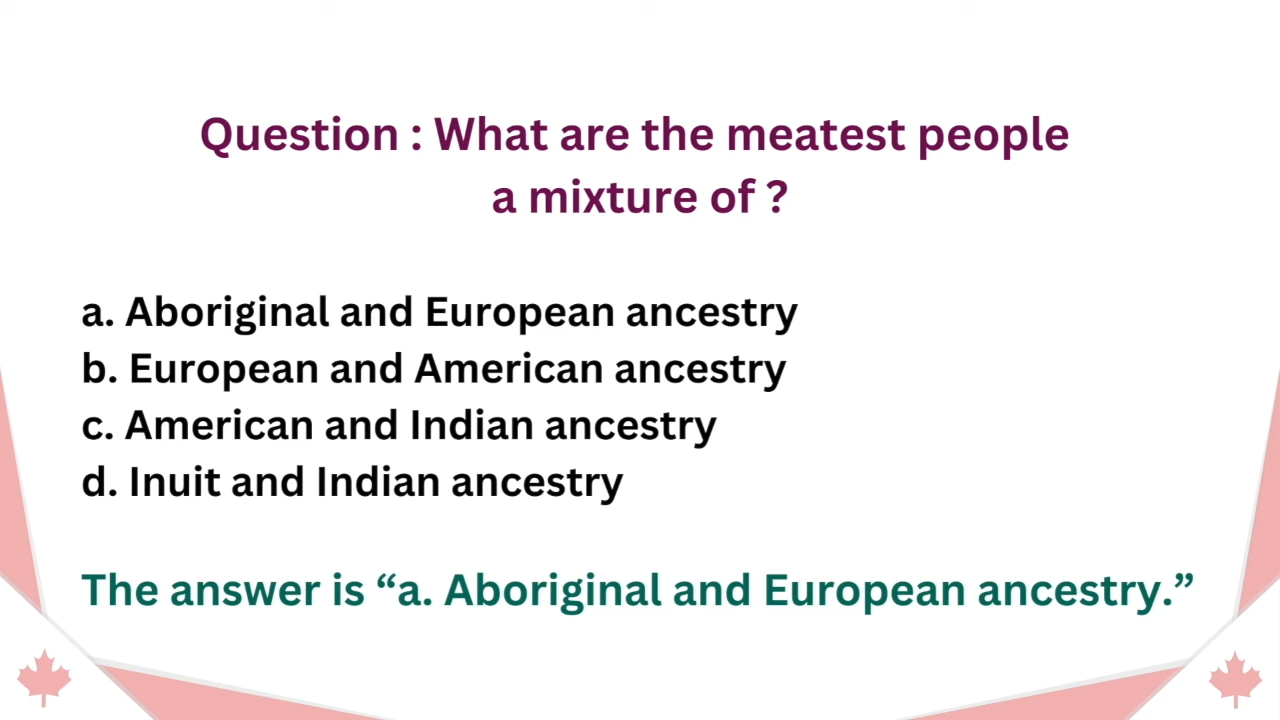 Question : What are the meatest people
a mixture of ?
a. Aboriginal and European ancestry
b. European and American ancestry
c. American and Indian ancestry
d. Inuit and Indian ancestry
The answer is “a. Aboriginal and European ancestry.”